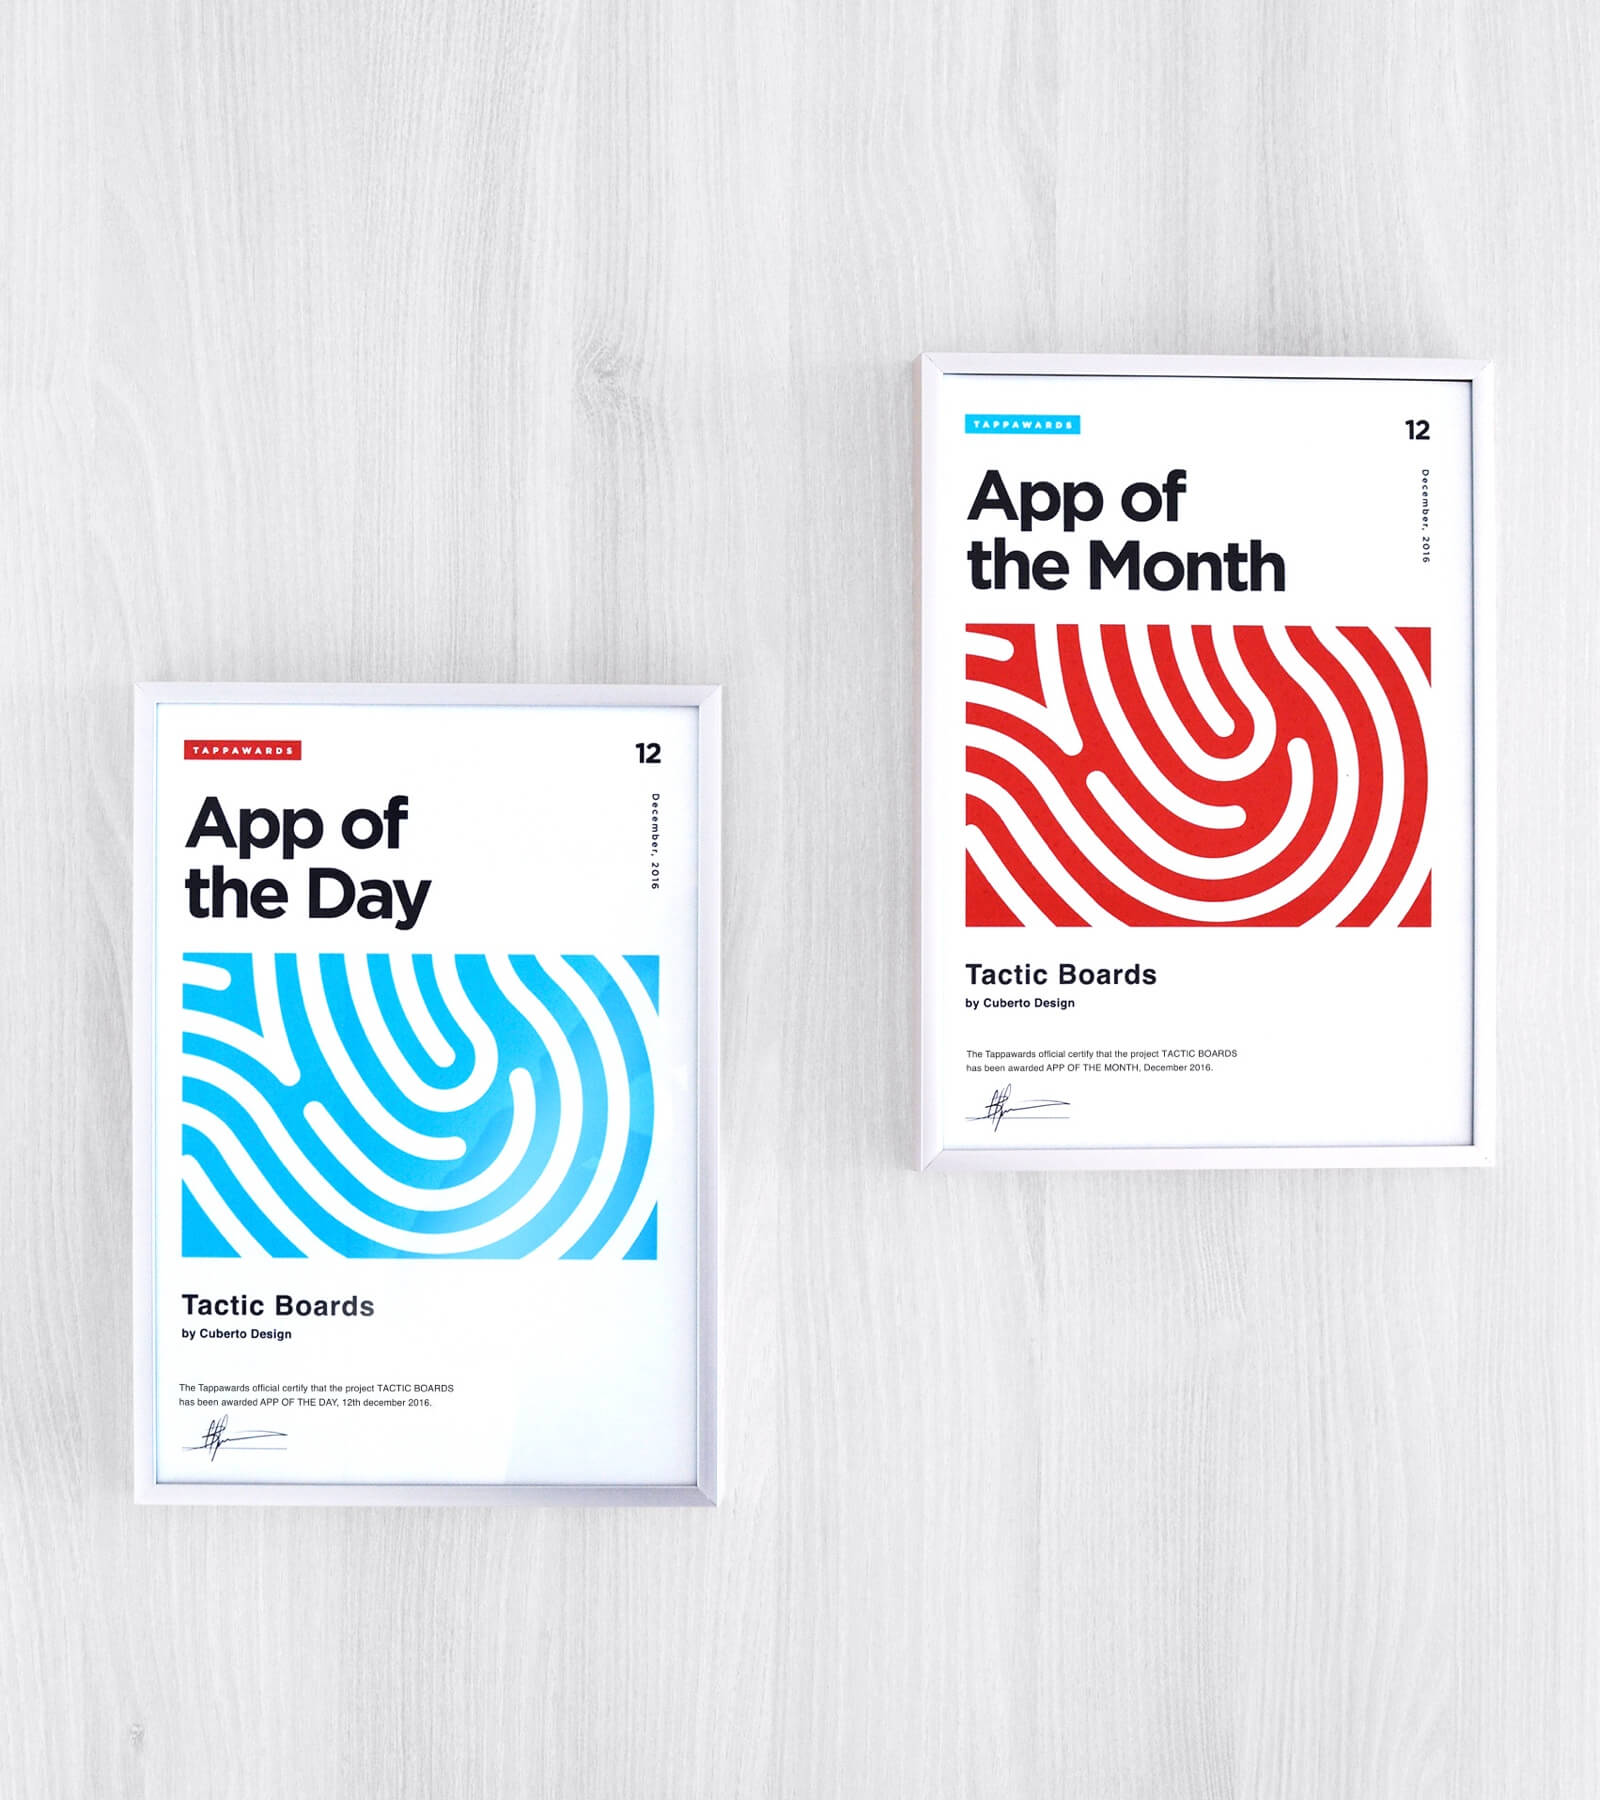 TAPPAWARDS
12
App of
the Day
December, 2016
Tactic Boards
by Cuberto Design
The Tappawards official certify that the project TACTIC BOARDS
has been awarded APP OF THE DAY, 12th december 2016.
TAPPAWARDS
12
App of
the Month
December, 2016
Tactic Boards
by Cuberto Design
The Tappawards official certify that the project TACTIC BOARDS
has been awarded APP OF THE MONTH, December 2016.